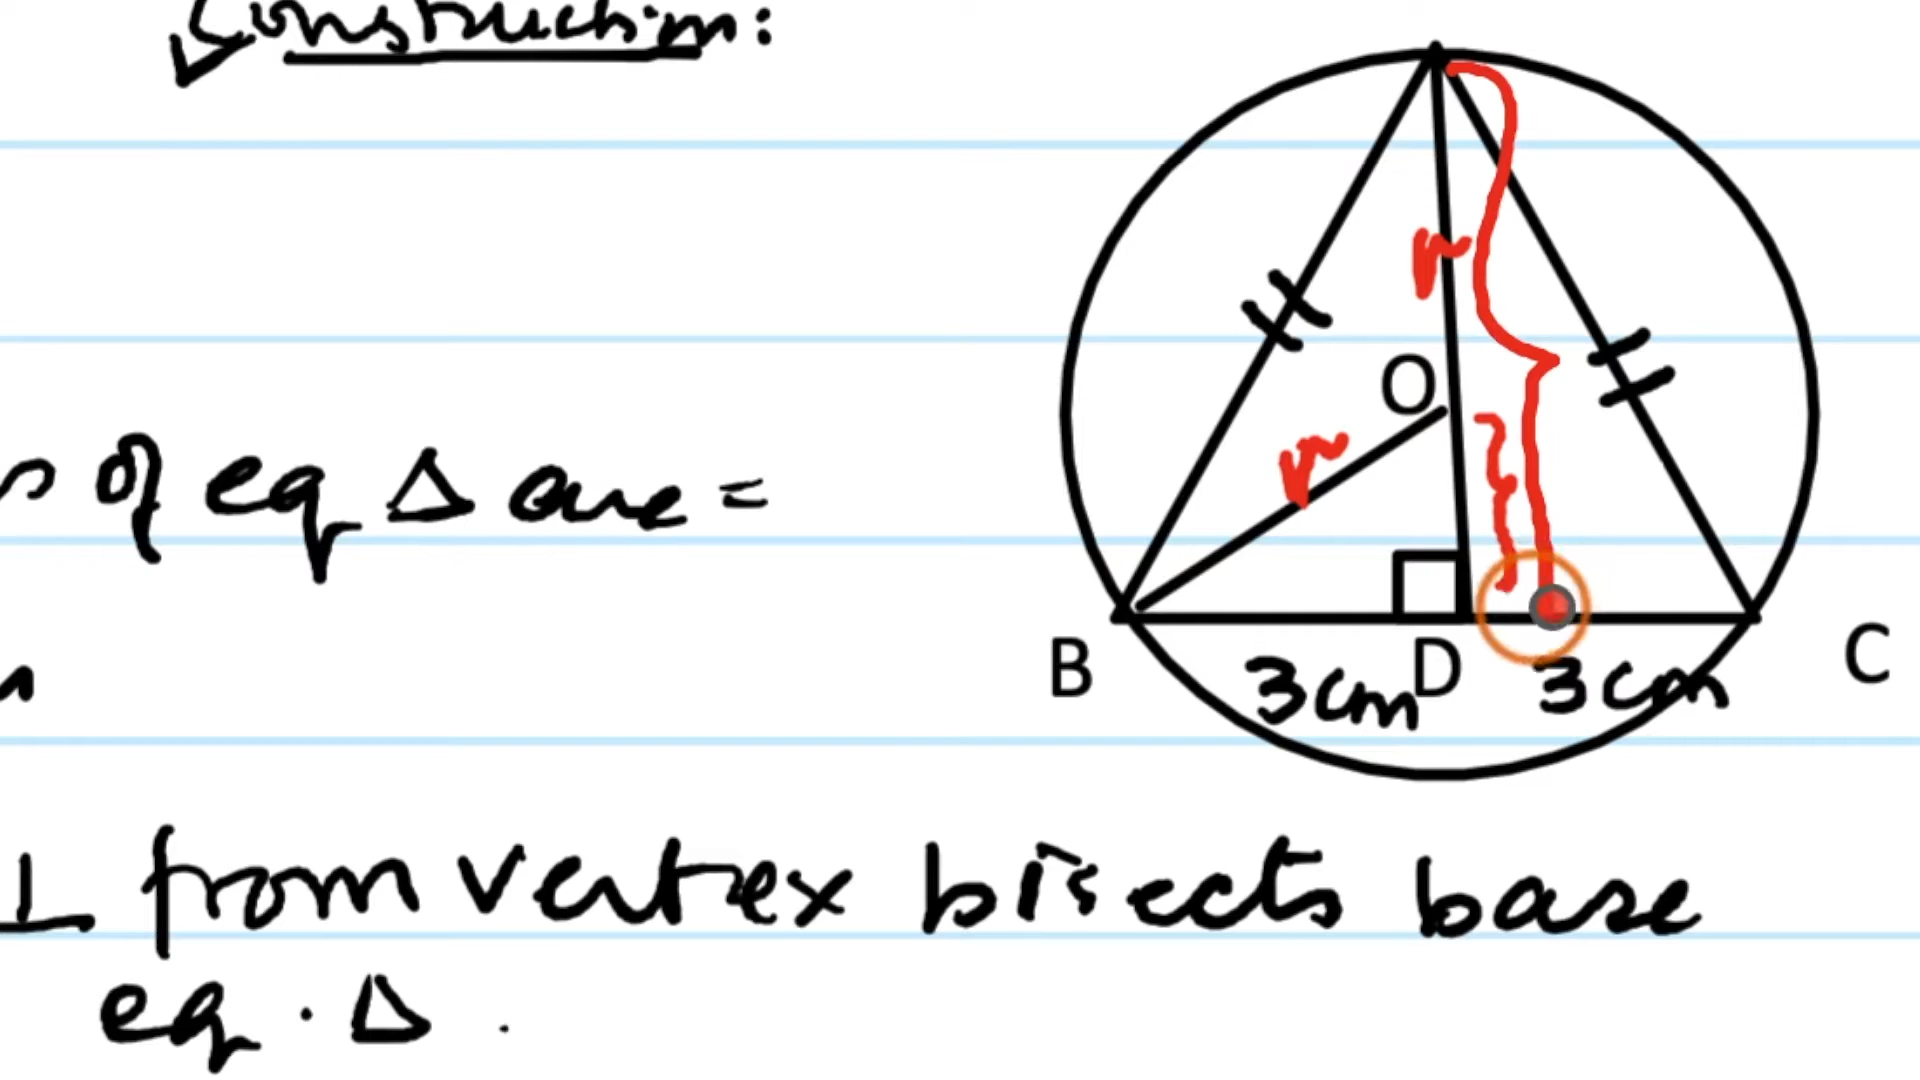 Construction:
r
O
r
of eq Δ are =
B
D
C
3cm
3cm
⊥ from vertex bisects base
eq. Δ .